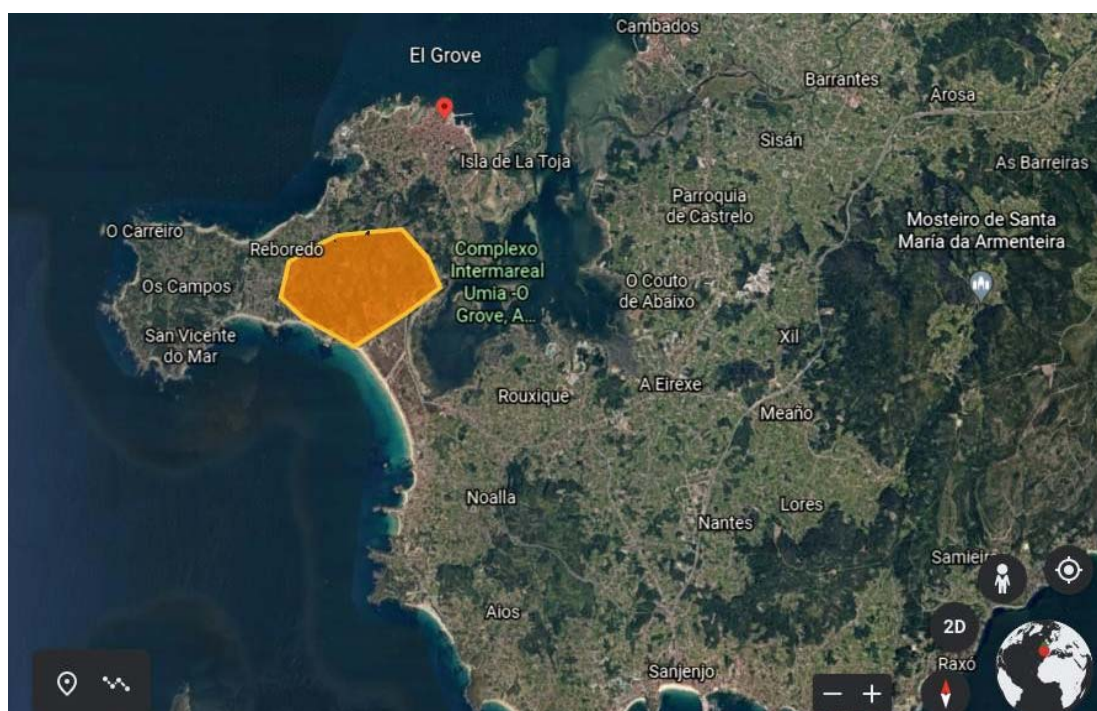 Cambados
El Grove
Barrantes
Arosa
Sisán
Isla de La Toja
As Barreiras
Parroquia
de Castrelo
Mosteiro de Santa
María da Armenteira
O Carreiro
Reboredo
Complexo
Intermareal
Umia -O
Grove, A...
Os Campos
O Couto
de Abaixo
San Vicente
do Mar
Xil
A Eirexe
Rouxique
Meaño
Noalla
Lores
Nantes
Samieir
Aios
2D
Raxó
Sanjenjo